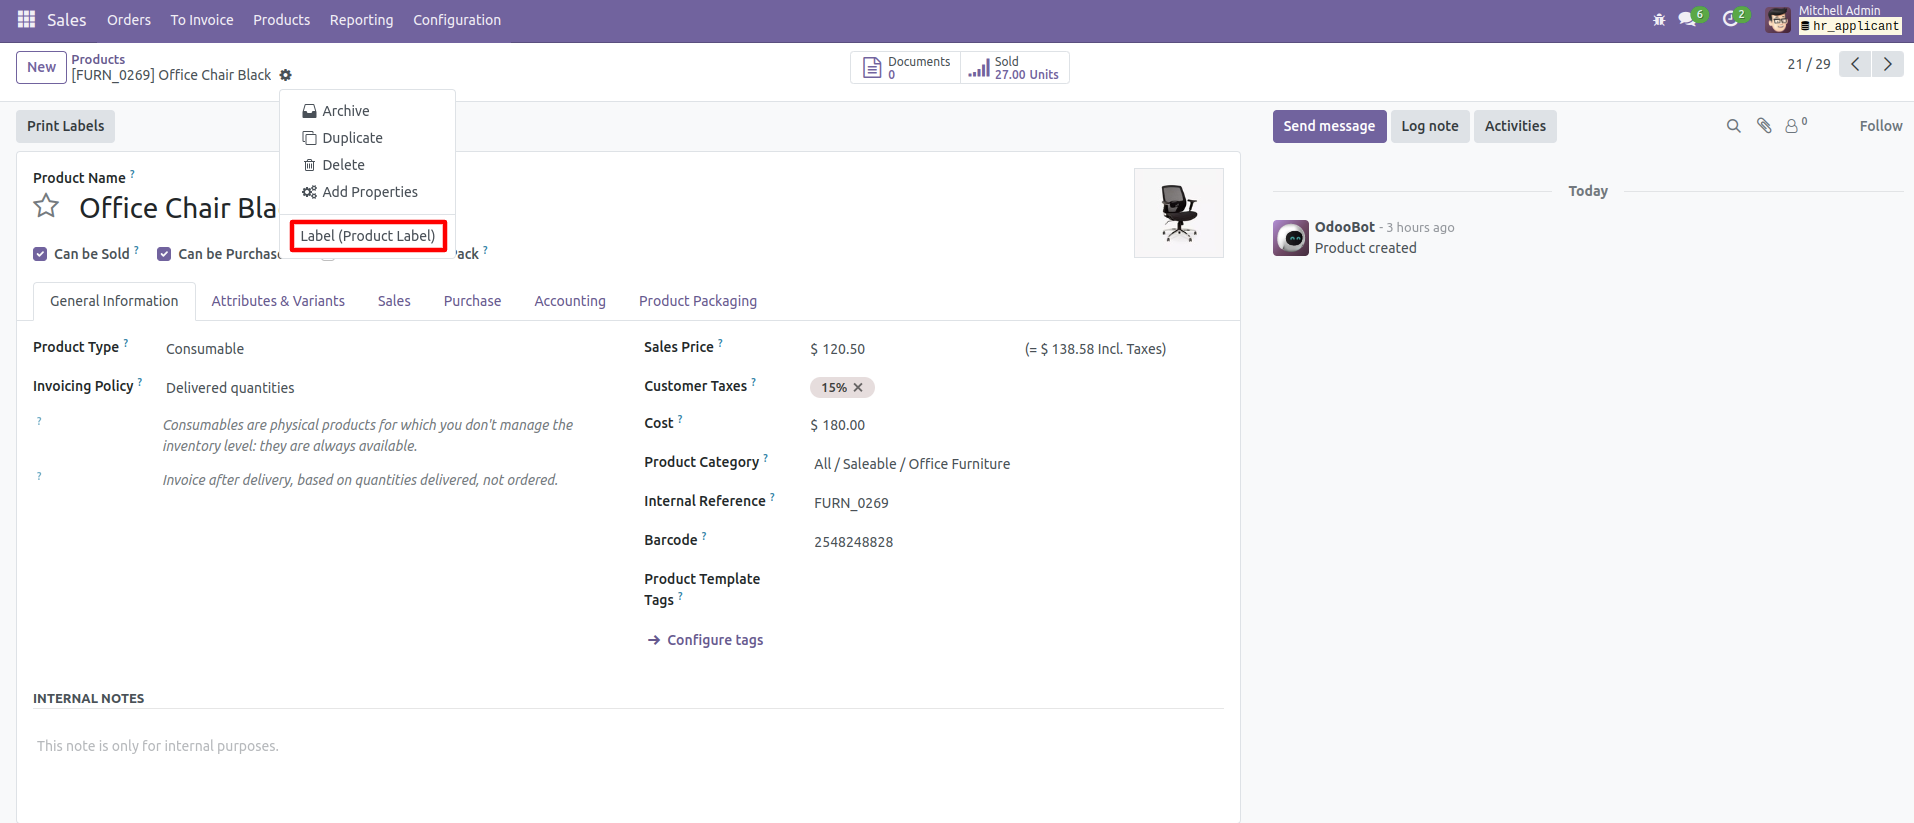 Sales Orders To Invoice Products Reporting Configuration 6 2 Mitchell Admin
hr_applicant
New Products
[FURN_0269] Office Chair Black
Documents
0
Sold
27.00 Units
21 / 29
Archive
Duplicate
Delete
Add Properties
Label (Product Label)
Print Labels
Send message Log note Activities 0 Follow
Product Name ?
Office Chair Bla
Can be Sold ? Can be Purchas ack ?
General Information Attributes & Variants Sales Purchase Accounting Product Packaging
Product Type ? Consumable
Invoicing Policy ? Delivered quantities
? Consumables are physical products for which you don't manage the
inventory level: they are always available.
? Invoice after delivery, based on quantities delivered, not ordered.
Sales Price ? $ 120.50 (= $ 138.58 Incl. Taxes)
Customer Taxes ? 15%
Cost ? $ 180.00
Product Category ? All / Saleable / Office Furniture
Internal Reference ? FURN_0269
Barcode ? 2548248828
Product Template
Tags ?
Configure tags
INTERNAL NOTES
This note is only for internal purposes.
Today
OdooBot - 3 hours ago
Product created